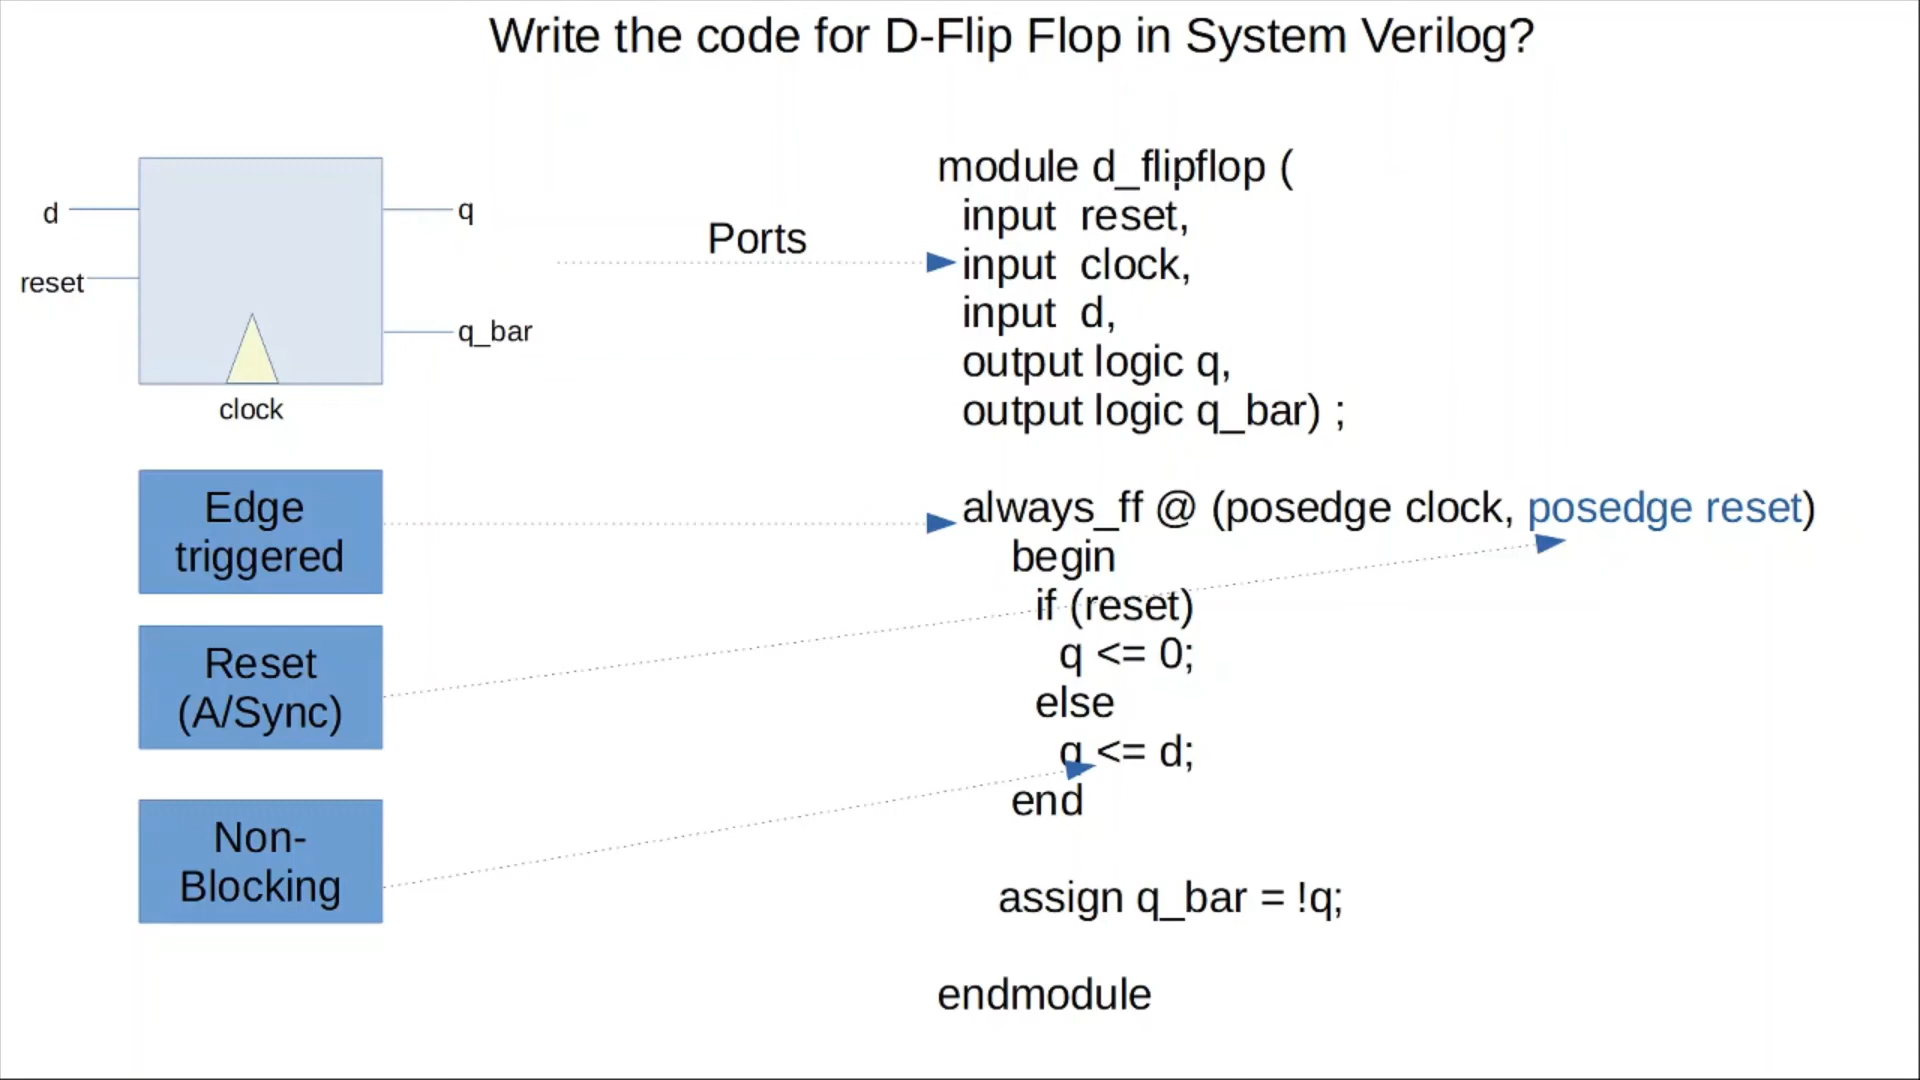 Write the code for D-Flip Flop in System Verilog?
d
reset
q
q_bar
clock
Ports
module d_flipflop (
input  reset,
input  clock,
input  d,
output logic q,
output logic q_bar) ;
Edge
triggered
always_ff @ (posedge clock, posedge reset)
begin
if (reset)
q <= 0;
else
q <= d;
end
Reset
(A/Sync)
Non-
Blocking
assign q_bar = !q;
endmodule